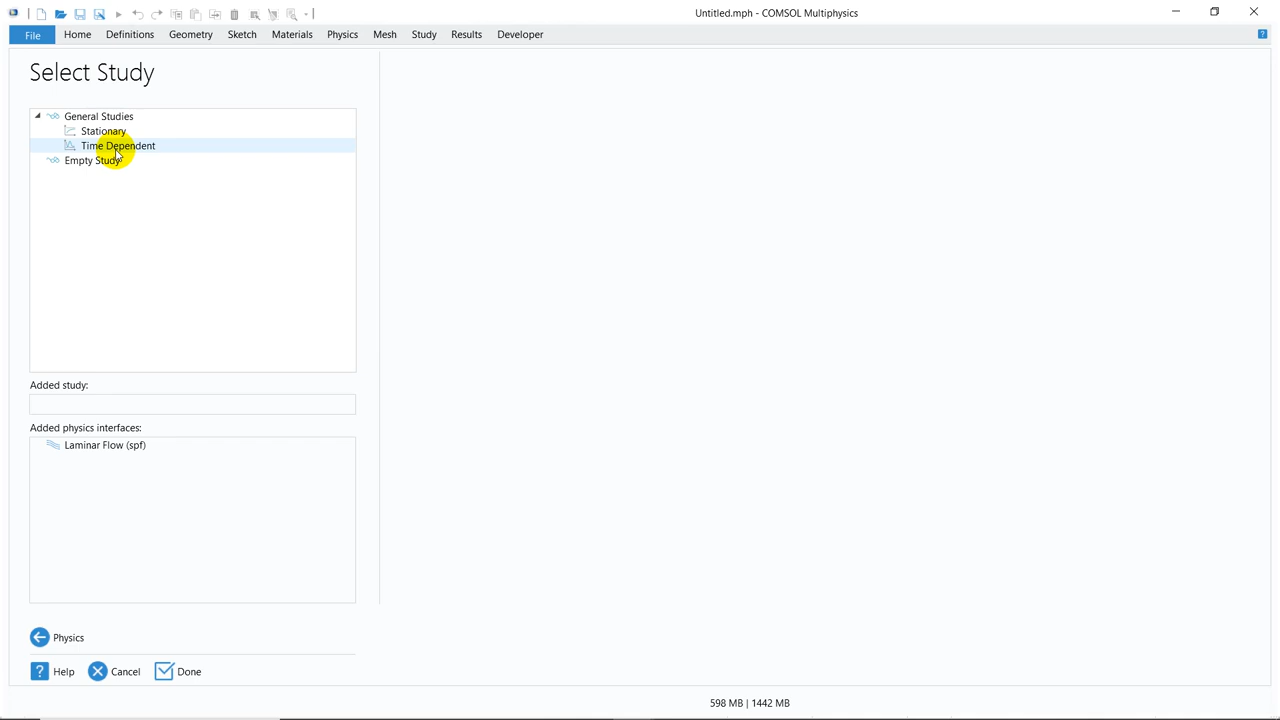 Untitled.mph - COMSOL Multiphysics
File Home Definitions Geometry Sketch Materials Physics Mesh Study Results Developer ?
Select Study
General Studies
Stationary
Time Dependent
Empty Study
Added study:
Added physics interfaces:
Laminar Flow (spf)
Physics
? Help Cancel Done
598 MB | 1442 MB